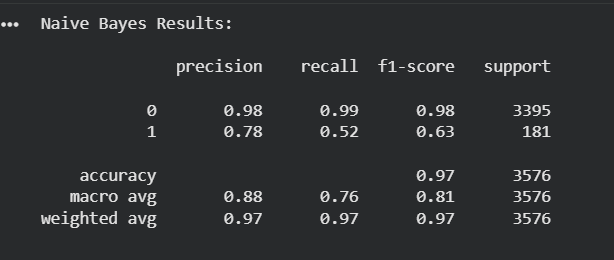 ••• Naive Bayes Results:
precision recall f1-score support
0 0.98 0.99 0.98 3395
1 0.78 0.52 0.63 181
accuracy 0.97 3576
macro avg 0.88 0.76 0.81 3576
weighted avg 0.97 0.97 0.97 3576